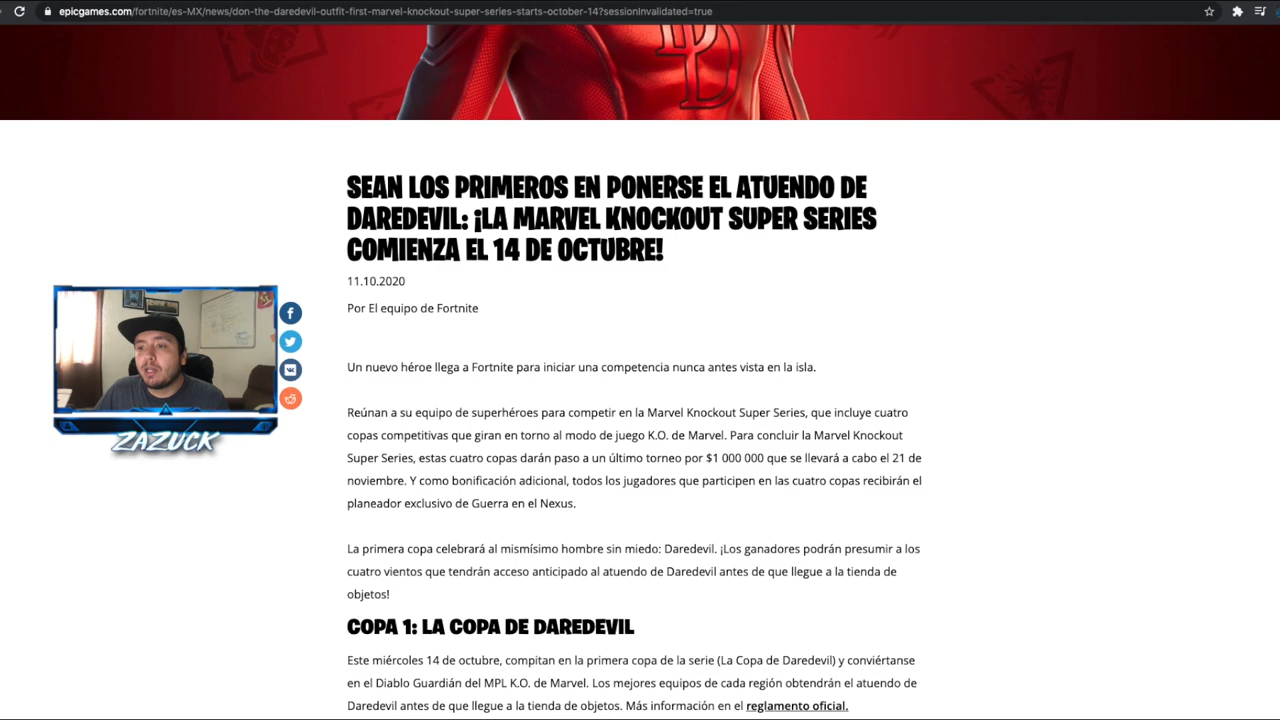 epicgames.com/fortnite/es-MX/news/don-the-daredevil-outfit-first-marvel-knockout-super-series-starts-october-14?sessionInvalidated=true
SEAN LOS PRIMEROS EN PONERSE EL ATUENDO DE
DAREDEVIL: ¡LA MARVEL KNOCKOUT SUPER SERIES
COMIENZA EL 14 DE OCTUBRE!
11.10.2020
Por El equipo de Fortnite
ZAZUCK
Un nuevo héroe llega a Fortnite para iniciar una competencia nunca antes vista en la isla.
Reúnan a su equipo de superhéroes para competir en la Marvel Knockout Super Series, que incluye cuatro
copas competitivas que giran en torno al modo de juego K.O. de Marvel. Para concluir la Marvel Knockout
Super Series, estas cuatro copas darán paso a un último torneo por $1 000 000 que se llevará a cabo el 21 de
noviembre. Y como bonificación adicional, todos los jugadores que participen en las cuatro copas recibirán el
planeador exclusivo de Guerra en el Nexus.
La primera copa celebrará al mismísimo hombre sin miedo: Daredevil. ¡Los ganadores podrán presumir a los
cuatro vientos que tendrán acceso anticipado al atuendo de Daredevil antes de que llegue a la tienda de
objetos!
COPA 1: LA COPA DE DAREDEVIL
Este miércoles 14 de octubre, compitan en la primera copa de la serie (La Copa de Daredevil) y conviértanse
en el Diablo Guardián del MPL K.O. de Marvel. Los mejores equipos de cada región obtendrán el atuendo de
Daredevil antes de que llegue a la tienda de objetos. Más información en el reglamento oficial.